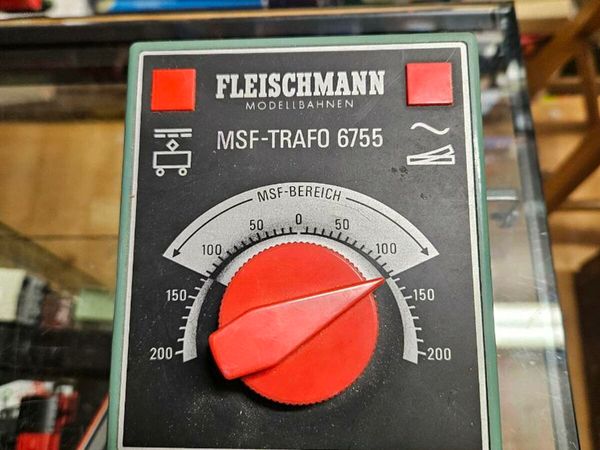 FLEISCHMANN
MODELLBAHNEN
MSF-TRAFO 6755
MSF-BEREICH
200 150 100 50 0 50 100 150 200